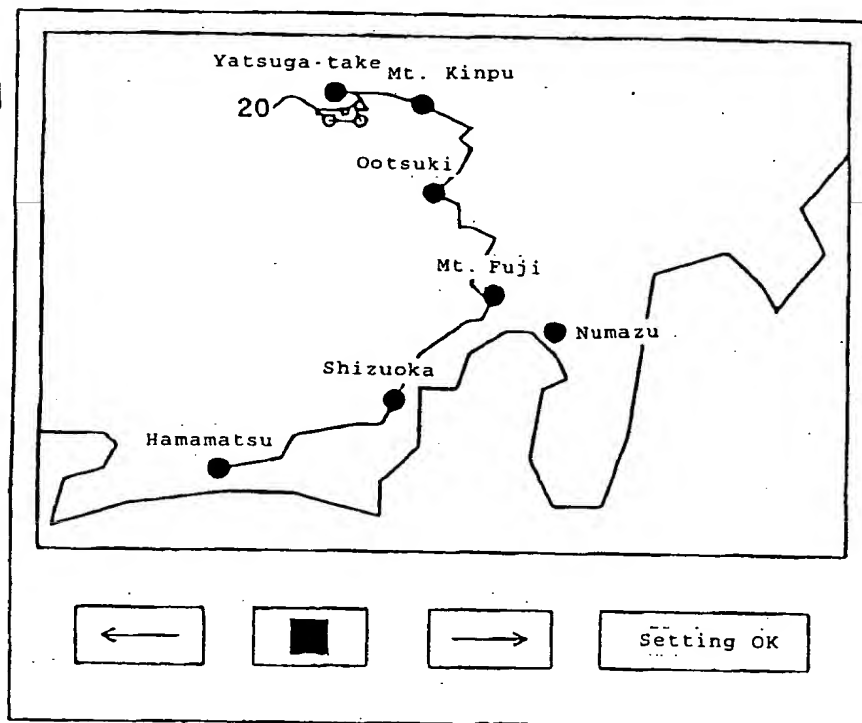 Yatsuga-take
Mt. Kinpu
20
Ootsuki
Mt. Fuji
Numazu
Shizuoka
Hamamatsu
Setting OK